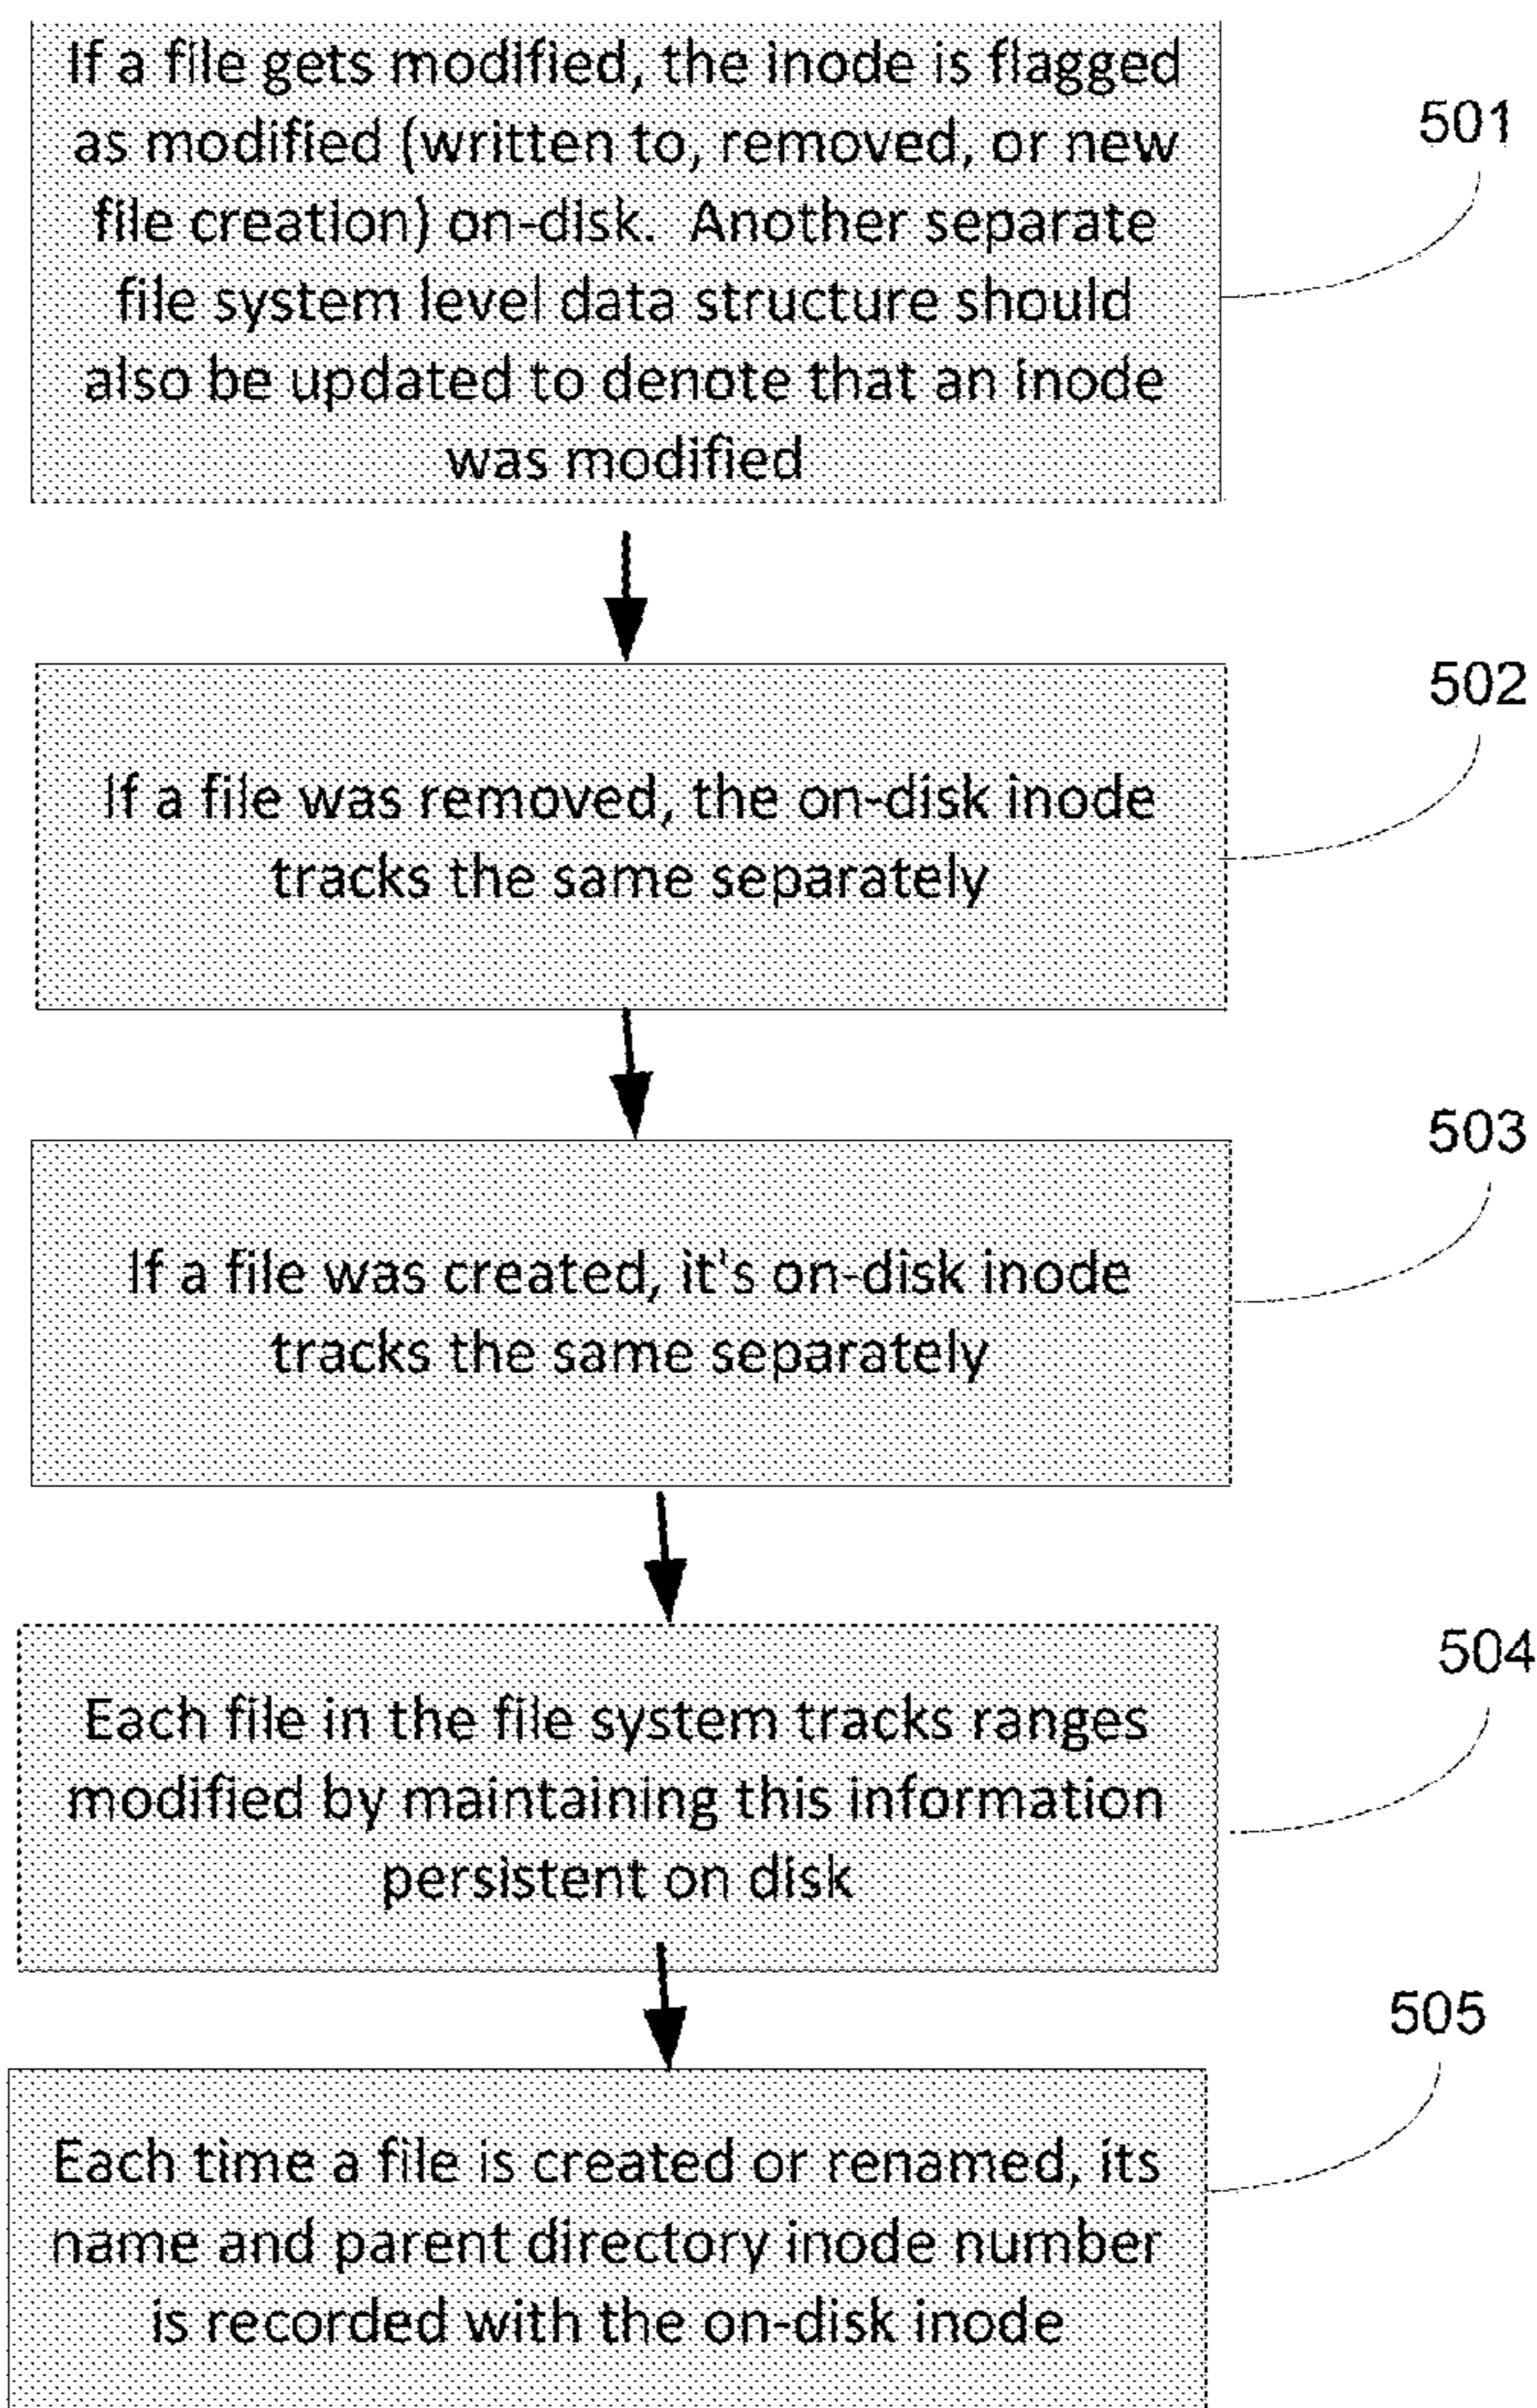 If a file gets modified, the inode is flagged
as modified (written to, removed, or new
file creation) on-disk. Another separate
file system level data structure should
also be updated to denote that an inode
was modified
501
If a file was removed, the on-disk inode
tracks the same separately
502
If a file was created, it's on-disk inode
tracks the same separately
503
Each file in the file system tracks ranges
modified by maintaining this information
persistent on disk
504
Each time a file is created or renamed, its
name and parent directory inode number
is recorded with the on-disk inode
505